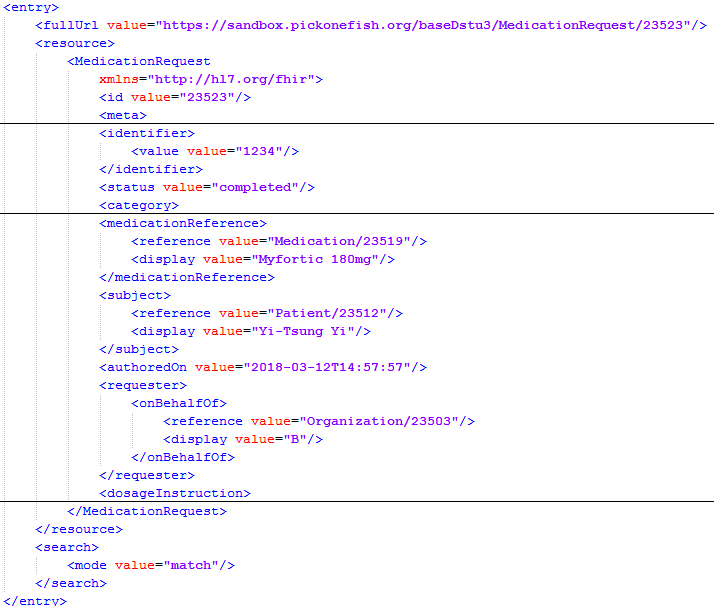 <entry>
<fullUrl value="https://sandbox.pickonefish.org/baseDstu3/MedicationRequest/23523"/>
<resource>
<MedicationRequest
xmlns="http://hl7.org/fhir">
<id value="23523"/>
<meta>
<identifier>
<value value="1234"/>
</identifier>
<status value="completed"/>
<category>
<medicationReference>
<reference value="Medication/23519"/>
<display value="Myfortic 180mg"/>
</medicationReference>
<subject>
<reference value="Patient/23512"/>
<display value="Yi-Tsung Yi"/>
</subject>
<authoredOn value="2018-03-12T14:57:57"/>
<requester>
<onBehalfOf>
<reference value="Organization/23503"/>
<display value="B"/>
</onBehalfOf>
</requester>
<dosageInstruction>
</MedicationRequest>
</resource>
<search>
<mode value="match"/>
</search>
</entry>